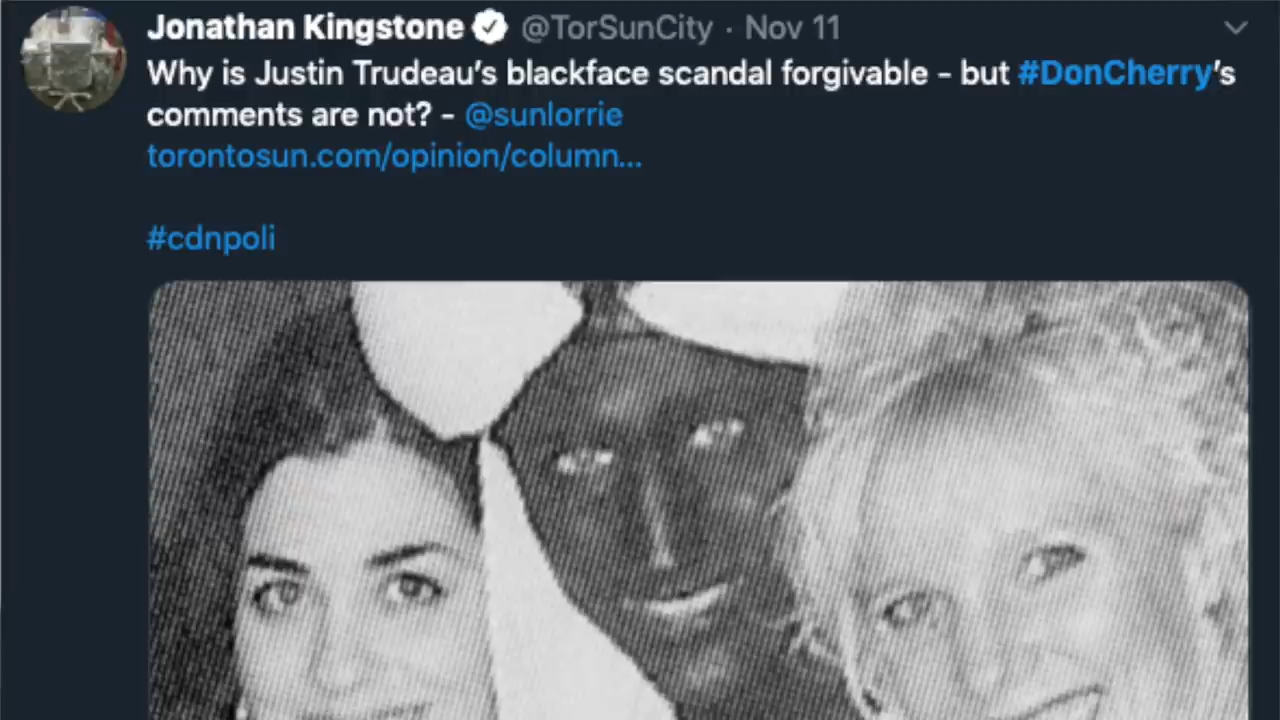 Jonathan Kingstone @TorSunCity · Nov 11
Why is Justin Trudeau's blackface scandal forgivable - but #DonCherry's
comments are not? - @sunlorrie
torontosun.com/opinion/column...
#cdnpoli